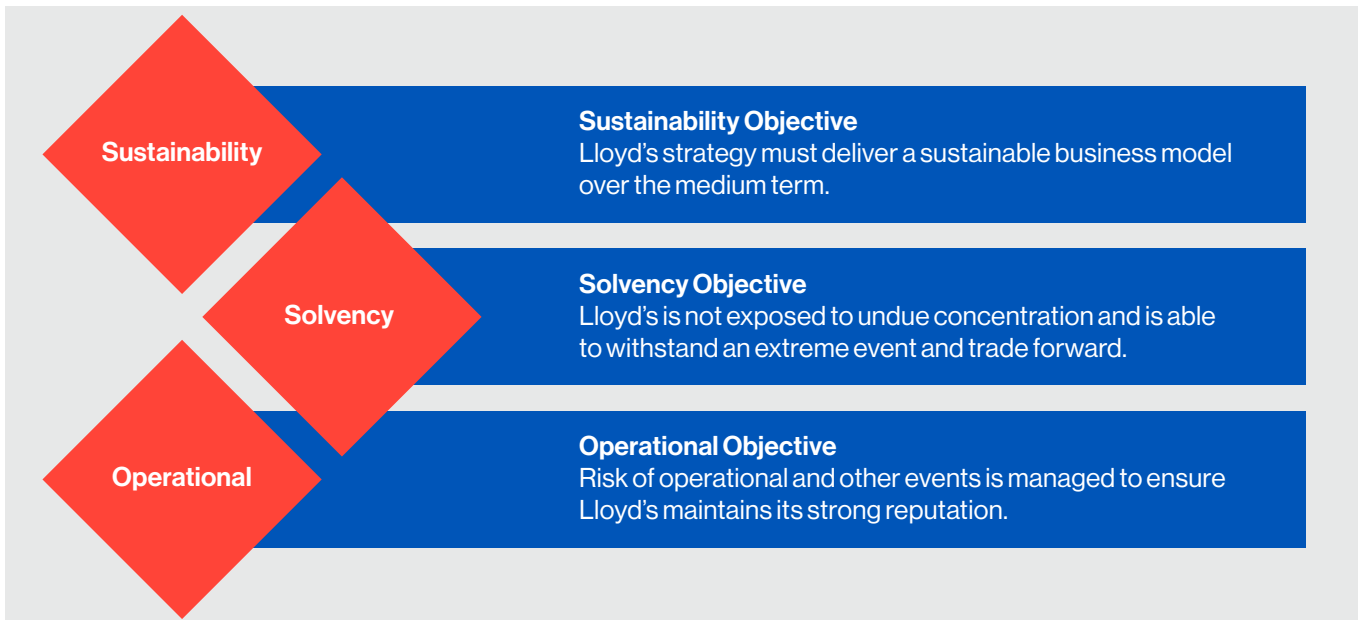 Sustainability
Sustainability Objective
Lloyd’s strategy must deliver a sustainable business model
over the medium term.
Solvency
Solvency Objective
Lloyd’s is not exposed to undue concentration and is able
to withstand an extreme event and trade forward.
Operational
Operational Objective
Risk of operational and other events is managed to ensure
Lloyd’s maintains its strong reputation.